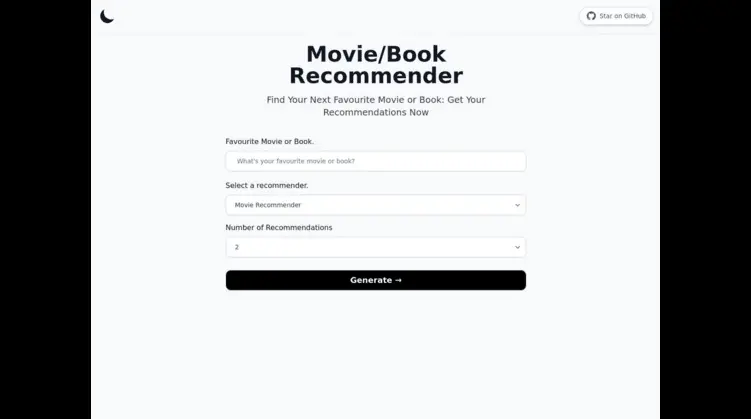 Star on GitHub
Movie/Book
Recommender
Find Your Next Favourite Movie or Book: Get Your
Recommendations Now
Favourite Movie or Book.
What's your favourite movie or book?
Select a recommender.
Movie Recommender
Number of Recommendations
2
Generate →